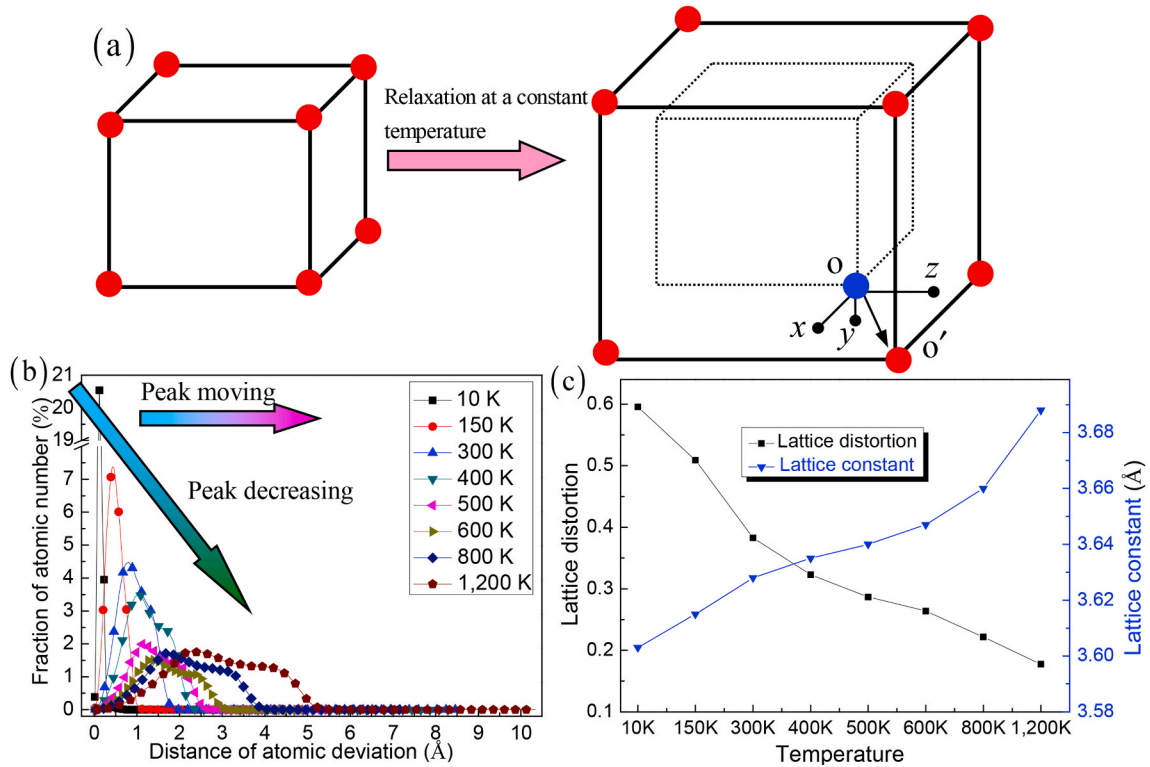 (a)
Relaxation at a constant
temperature
o
z
x
y
o′
(b)
Fraction of atomic number (%)
21
20
19
7
6
5
4
3
2
1
0
Peak moving
Peak decreasing
10 K
150 K
300 K
400 K
500 K
600 K
800 K
1,200 K
0 1 2 3 4 5 6 7 8 9 10
Distance of atomic deviation (Å)
(c)
Lattice distortion
0.6
0.5
0.4
0.3
0.2
0.1
Lattice distortion
Lattice constant
3.68
3.66
3.64
3.62
3.60
3.58
Lattice constant (Å)
10K 150K 300K 400K 500K 600K 800K 1,200K
Temperature